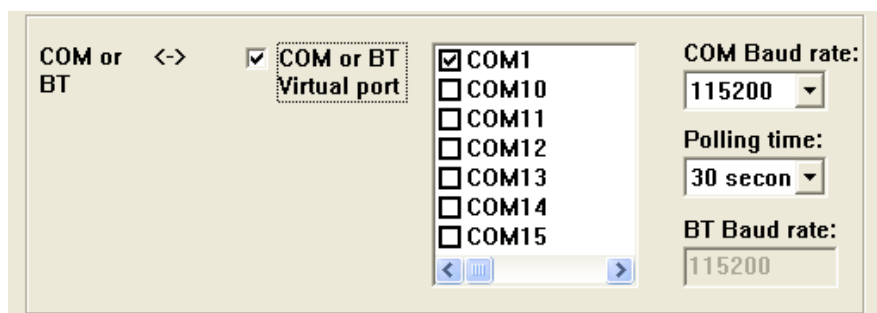 COM or <->
BT
COM or BT
Virtual port
COM1
COM10
COM11
COM12
COM13
COM14
COM15
COM Baud rate:
115200
Polling time:
30 secon
BT Baud rate:
115200